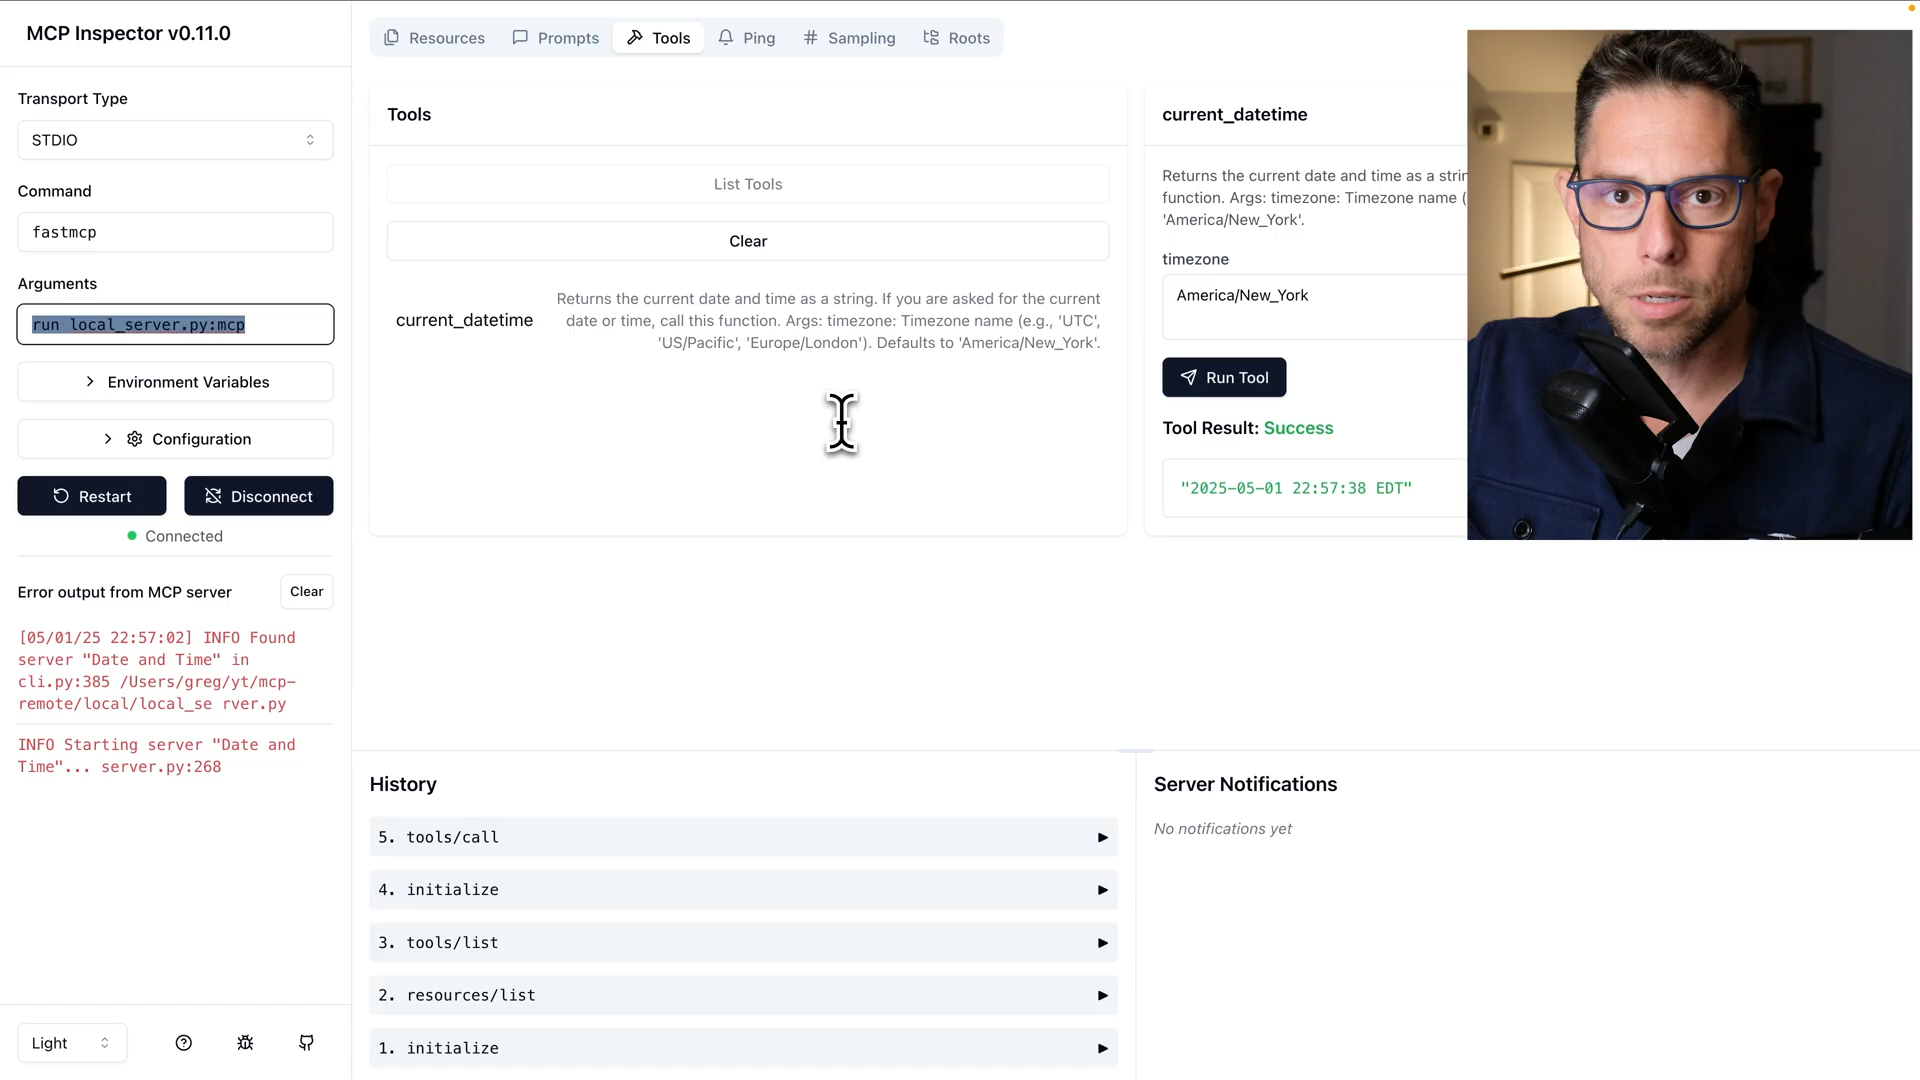 MCP Inspector v0.11.0
Transport Type
STDIO
Command
fastmcp
Arguments
run local_server.py:mcp
Environment Variables
Configuration
Restart
Disconnect
Connected
Error output from MCP server
Clear
[05/01/25 22:57:02] INFO Found
server "Date and Time" in
cli.py:385 /Users/greg/yt/mcp-
remote/local/local_se rver.py
INFO Starting server "Date and
Time"... server.py:268
Light
Resources
Prompts
Tools
Ping
Sampling
Roots
Tools
List Tools
Clear
current_datetime
Returns the current date and time as a string. If you are asked for the current
date or time, call this function. Args: timezone: Timezone name (e.g., 'UTC',
'US/Pacific', 'Europe/London'). Defaults to 'America/New_York'.
current_datetime
Returns the current date and time as a strin
function. Args: timezone: Timezone name (
'America/New_York'.
timezone
America/New_York
Run Tool
Tool Result: Success
"2025-05-01 22:57:38 EDT"
History
5. tools/call
4. initialize
3. tools/list
2. resources/list
1. initialize
Server Notifications
No notifications yet